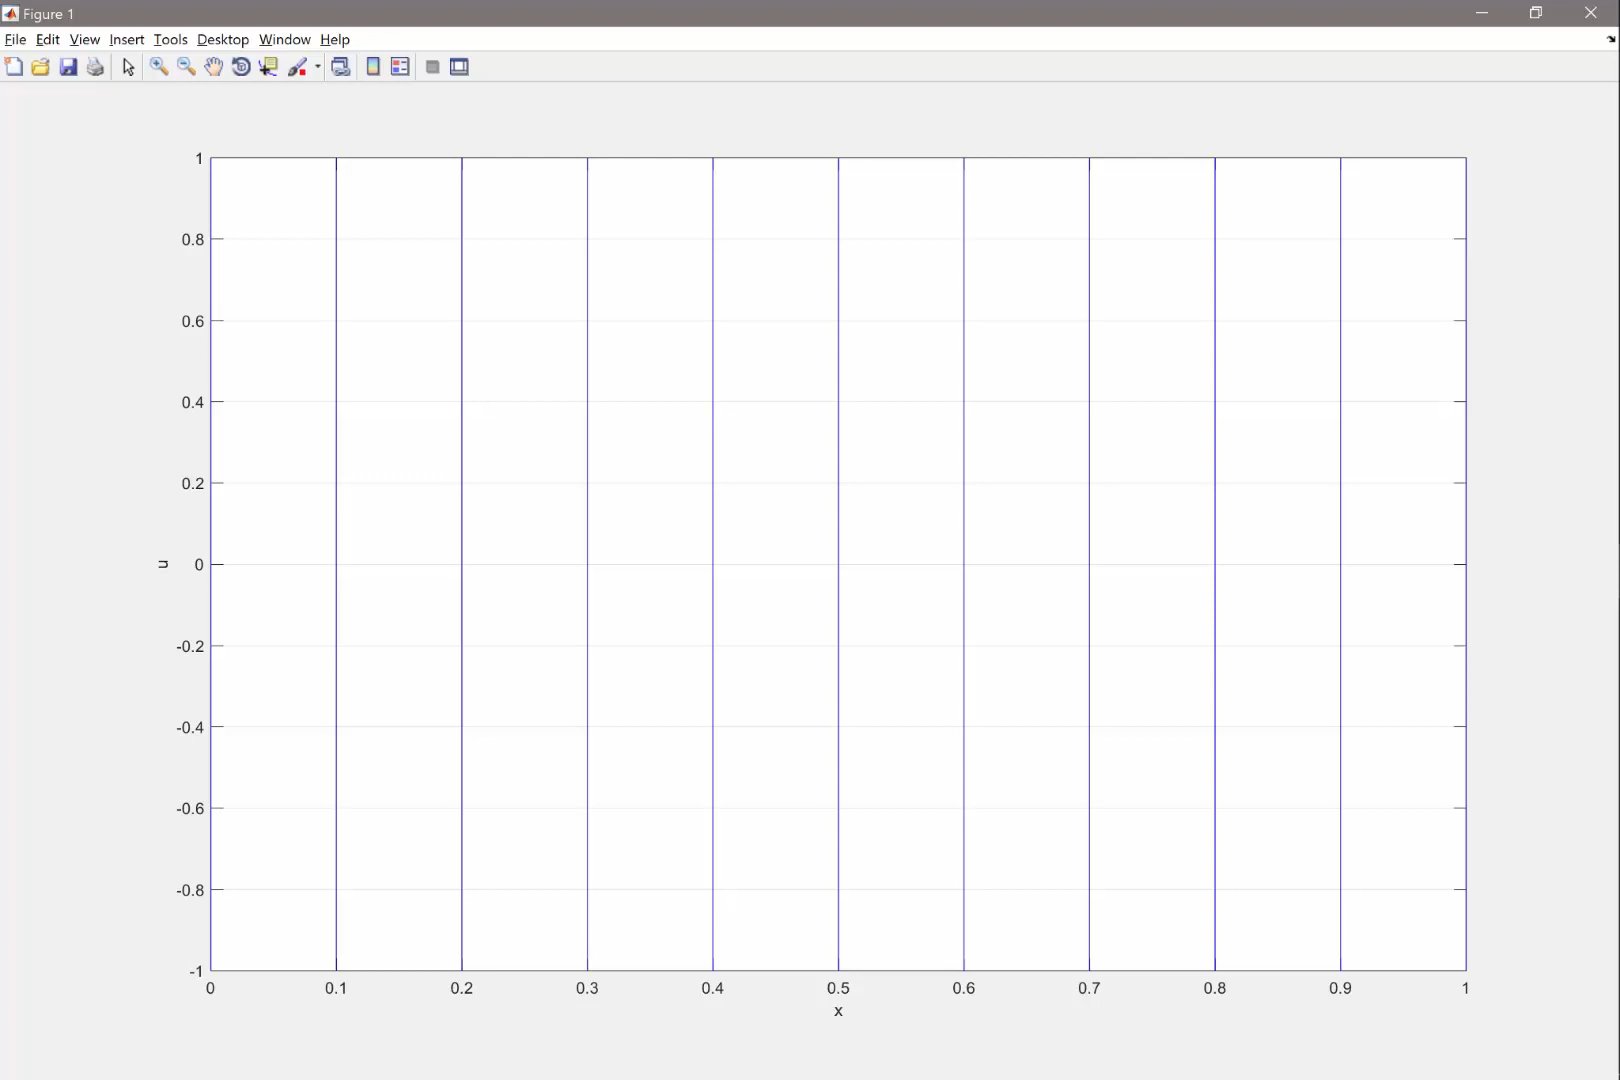 Figure 1
File Edit View Insert Tools Desktop Window Help
1
0.8
0.6
0.4
0.2
0
-0.2
-0.4
-0.6
-0.8
-1
u
0 0.1 0.2 0.3 0.4 0.5 0.6 0.7 0.8 0.9 1
x